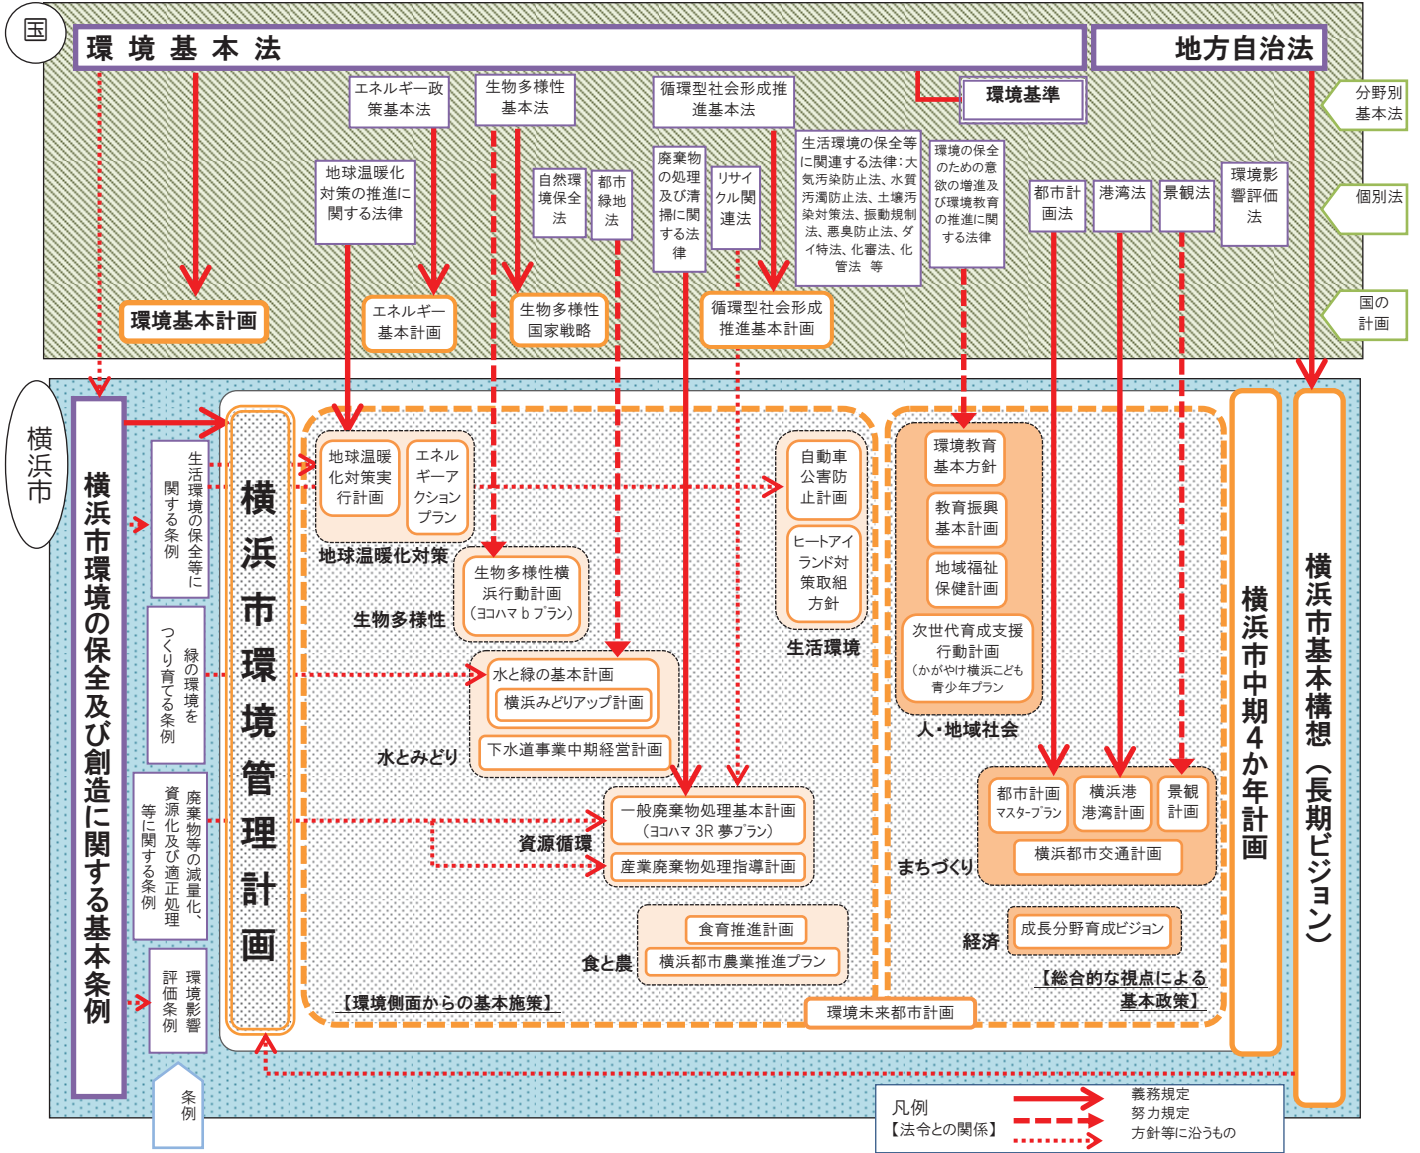 国
環境基本法
地方自治法
エネルギー政
策基本法
生物多様性
基本法
循環型社会形成推
進基本法
環境基準
分野別
基本法
地球温暖化
対策の推進に
関する法律
自然環
境保全
法
都市
緑地
法
廃棄物
の処理
及び清
掃に関
する法
律
リサイ
クル関
連法
生活環境の保全等
に関連する法律：大
気汚染防止法、水質
汚濁防止法、土壌汚
染対策法、振動規制
法、悪臭防止法、ダ
イ特法、化審法、化
管法 等
環境の保全
のための意
欲の増進及
び環境教育
の推進に関
する法律
都市計
画法
港湾法
景観法
環境影
響評価
法
個別法
環境基本計画
エネルギー
基本計画
生物多様性
国家戦略
循環型社会形成
推進基本計画
国の
計画
横浜市
横浜市環境の保全及び創造に関する基本条例
生活環境の保全等に
関する条例
緑の環境を
つくり育てる条例
廃棄物等の減量化、
資源化及び適正処理
等に関する条例
環境影響
評価条例
条例
横浜市環境管理計画
地球温暖
化対策実
行計画
エネル
ギーア
クション
プラン
地球温暖化対策
生物多様性横
浜行動計画
（ヨコハマｂプラン）
生物多様性
水と緑の基本計画
横浜みどりアップ計画
下水道事業中期経営計画
水とみどり
一般廃棄物処理基本計画
（ヨコハマ 3R 夢プラン）
産業廃棄物処理指導計画
資源循環
食育推進計画
横浜都市農業推進プラン
食と農
自動車
公害防
止計画
ヒートアイ
ランド対
策取組
方針
生活環境
【環境側面からの基本施策】
環境教育
基本方針
教育振興
基本計画
地域福祉
保健計画
次世代育成支援
行動計画
（かがやけ横浜こども
青少年プラン
人・地域社会
都市計画
マスタープラン
横浜港
港湾計画
景観
計画
横浜都市交通計画
まちづくり
成長分野育成ビジョン
経済
【総合的な視点による
基本政策】
環境未来都市計画
横浜市中期４か年計画
横浜市基本構想（長期ビジョン）
凡例
【法令との関係】
義務規定
努力規定
方針等に沿うもの